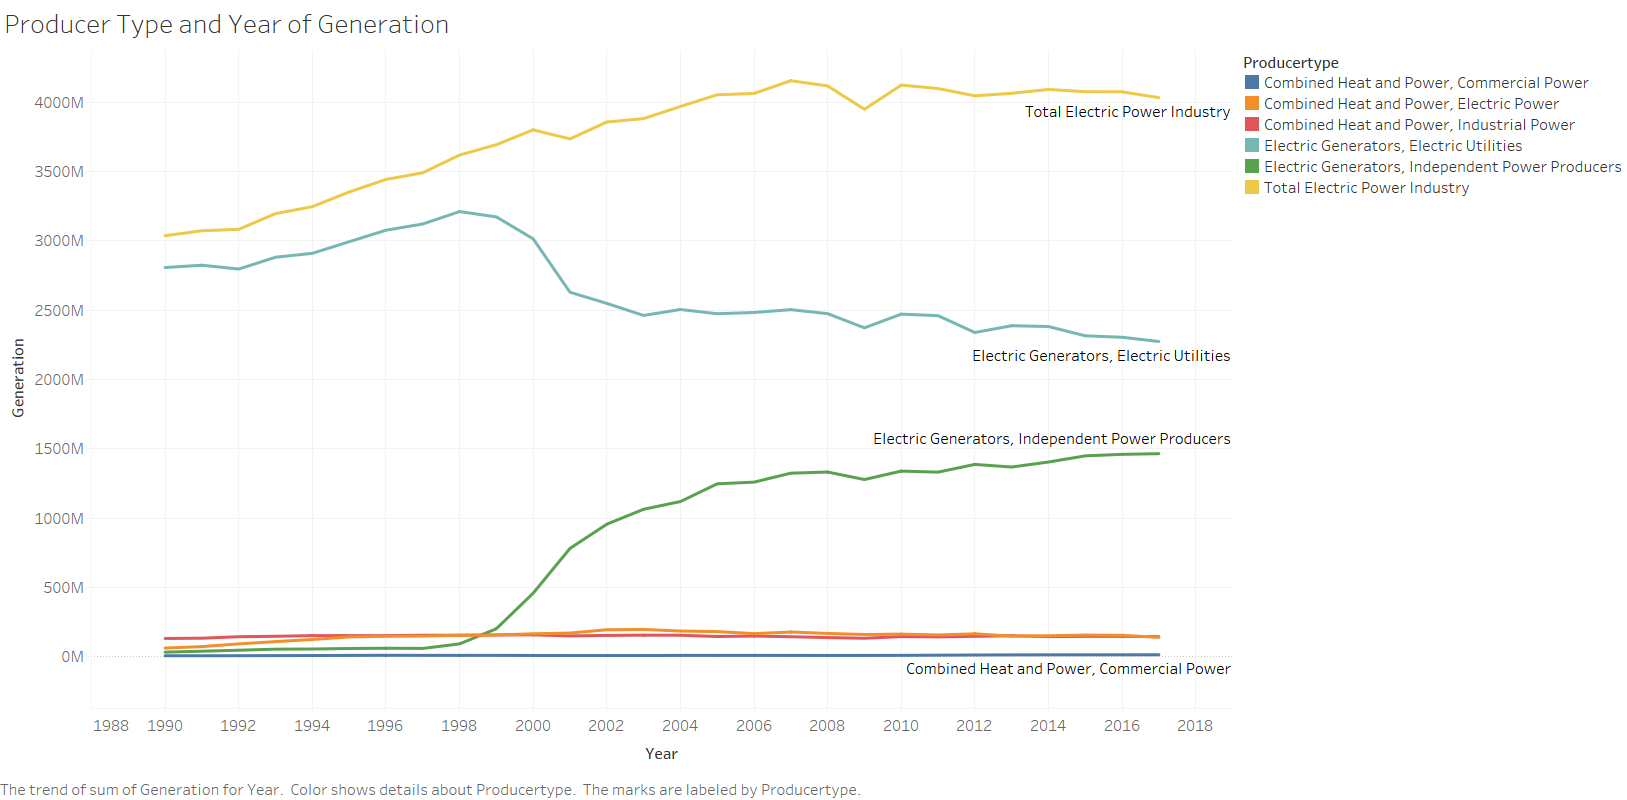 Producer Type and Year of Generation
Producertype
Combined Heat and Power, Commercial Power
Combined Heat and Power, Electric Power
Combined Heat and Power, Industrial Power
Electric Generators, Electric Utilities
Electric Generators, Independent Power Producers
Total Electric Power Industry
4000M
3500M
3000M
2500M
2000M
1500M
1000M
500M
0M
Generation
Total Electric Power Industry
Electric Generators, Electric Utilities
Electric Generators, Independent Power Producers
Combined Heat and Power, Commercial Power
1988 1990 1992 1994 1996 1998 2000 2002 2004 2006 2008 2010 2012 2014 2016 2018
Year
The trend of sum of Generation for Year. Color shows details about Producertype. The marks are labeled by Producertype.